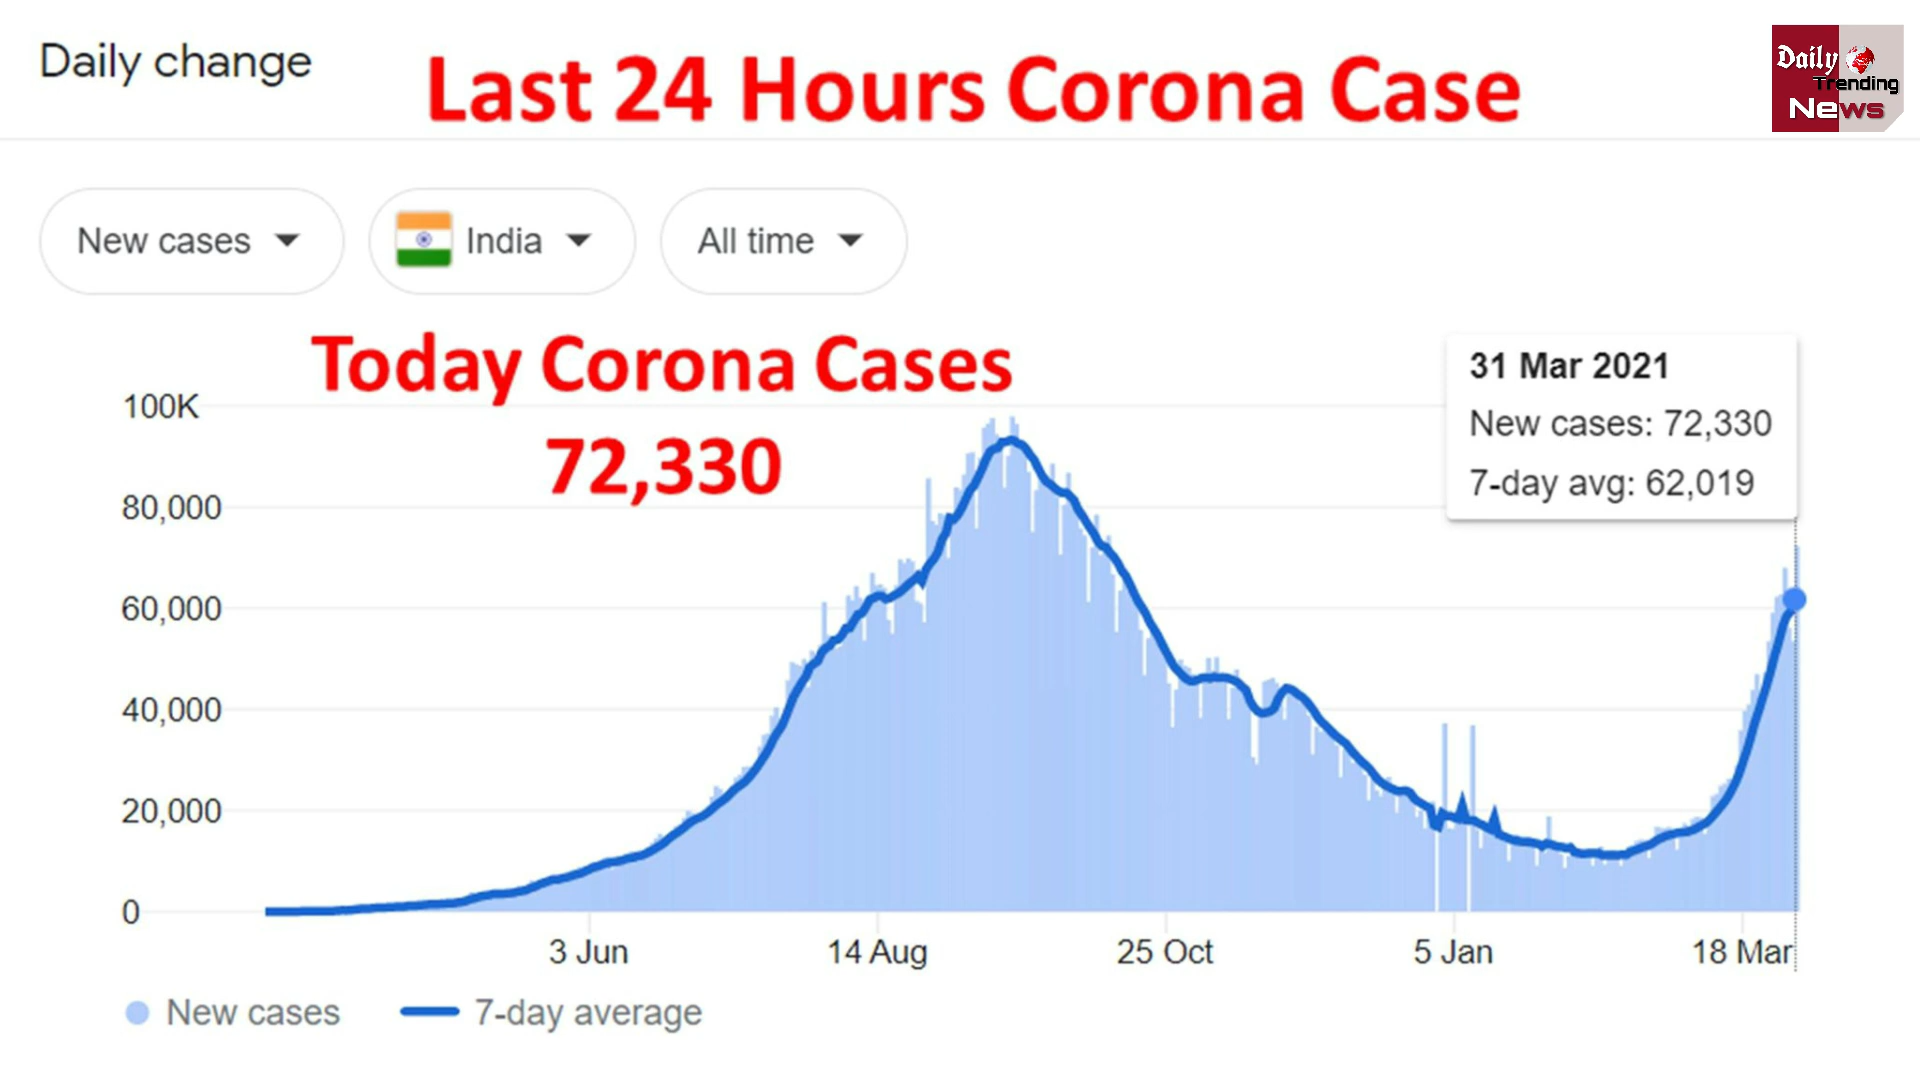 Daily change
Last 24 Hours Corona Case
Daily
Trending
News
New cases
India
All time
Today Corona Cases
72,330
31 Mar 2021
New cases: 72,330
7-day avg: 62,019
100K
80,000
60,000
40,000
20,000
0
3 Jun
14 Aug
25 Oct
5 Jan
18 Mar
New cases
7-day average